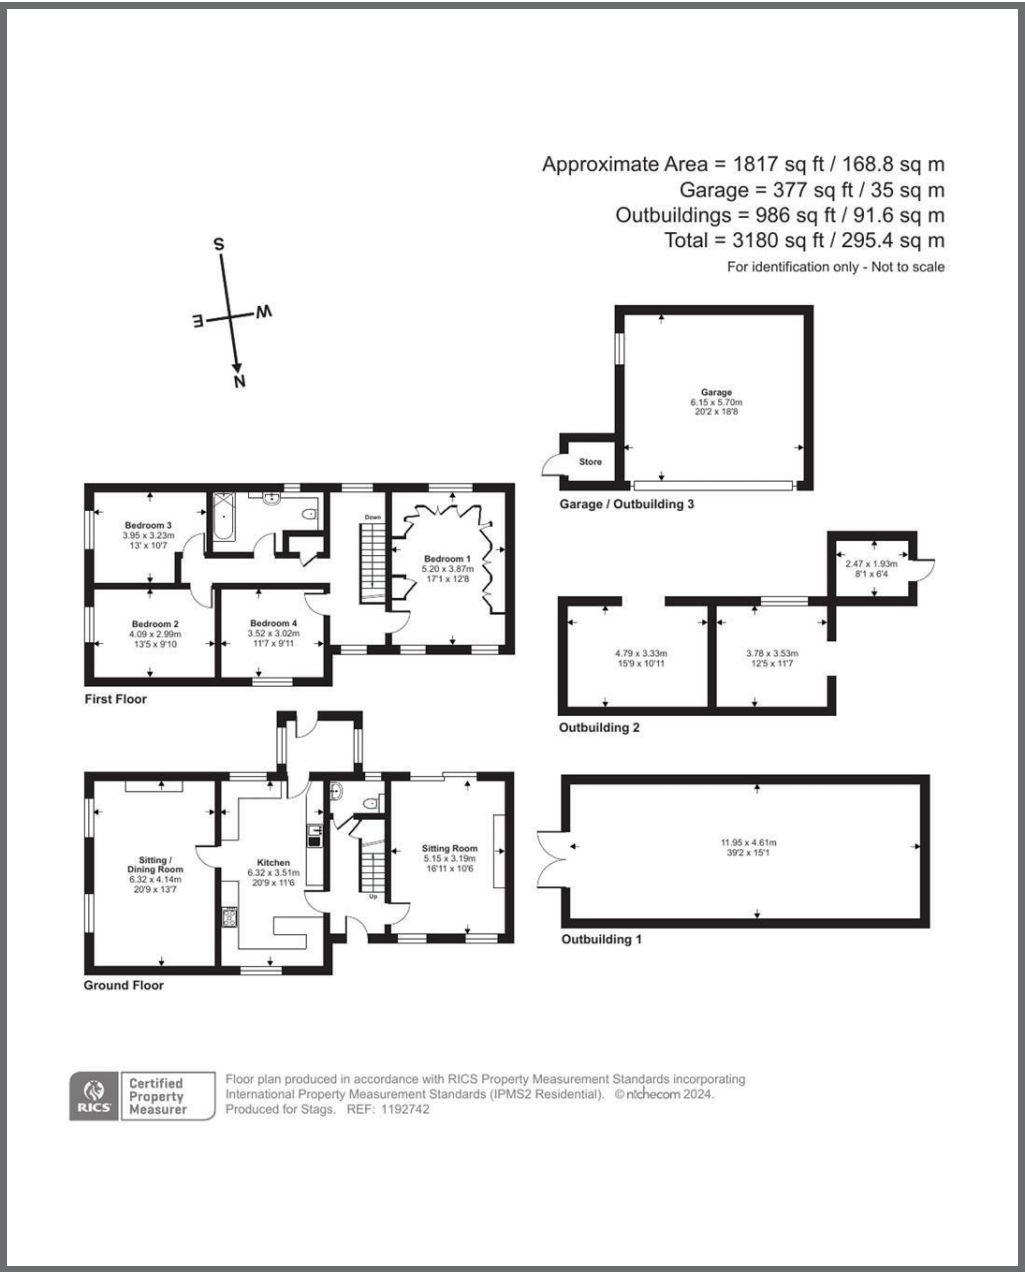 Approximate Area = 1817 sq ft / 168.8 sq m
Garage = 377 sq ft / 35 sq m
Outbuildings = 986 sq ft / 91.6 sq m
Total = 3180 sq ft / 295.4 sq m
For identification only - Not to scale
S
E
W
N
Garage
6.15 x 5.70m
20'2 x 18'8
Store
Garage / Outbuilding 3
Bedroom 3
3.95 x 3.23m
13' x 10'7
Down
Bedroom 1
5.20 x 3.87m
17'1 x 12'8
Bedroom 2
4.09 x 2.99m
13'5 x 9'10
Bedroom 4
3.52 x 3.02m
11'7 x 9'11
First Floor
2.47 x 1.93m
8'1 x 6'4
4.79 x 3.33m
15'9 x 10'11
3.78 x 3.53m
12'5 x 11'7
Outbuilding 2
Sitting /
Dining Room
6.32 x 4.14m
20'9 x 13'7
Kitchen
6.32 x 3.51m
20'9 x 11'6
Up
Sitting Room
5.15 x 3.19m
16'11 x 10'6
Ground Floor
11.95 x 4.61m
39'2 x 15'1
Outbuilding 1
RICS
Certified
Property
Measurer
Floor plan produced in accordance with RICS Property Measurement Standards incorporating
International Property Measurement Standards (IPMS2 Residential). © nichecom 2024.
Produced for Stags. REF: 1192742